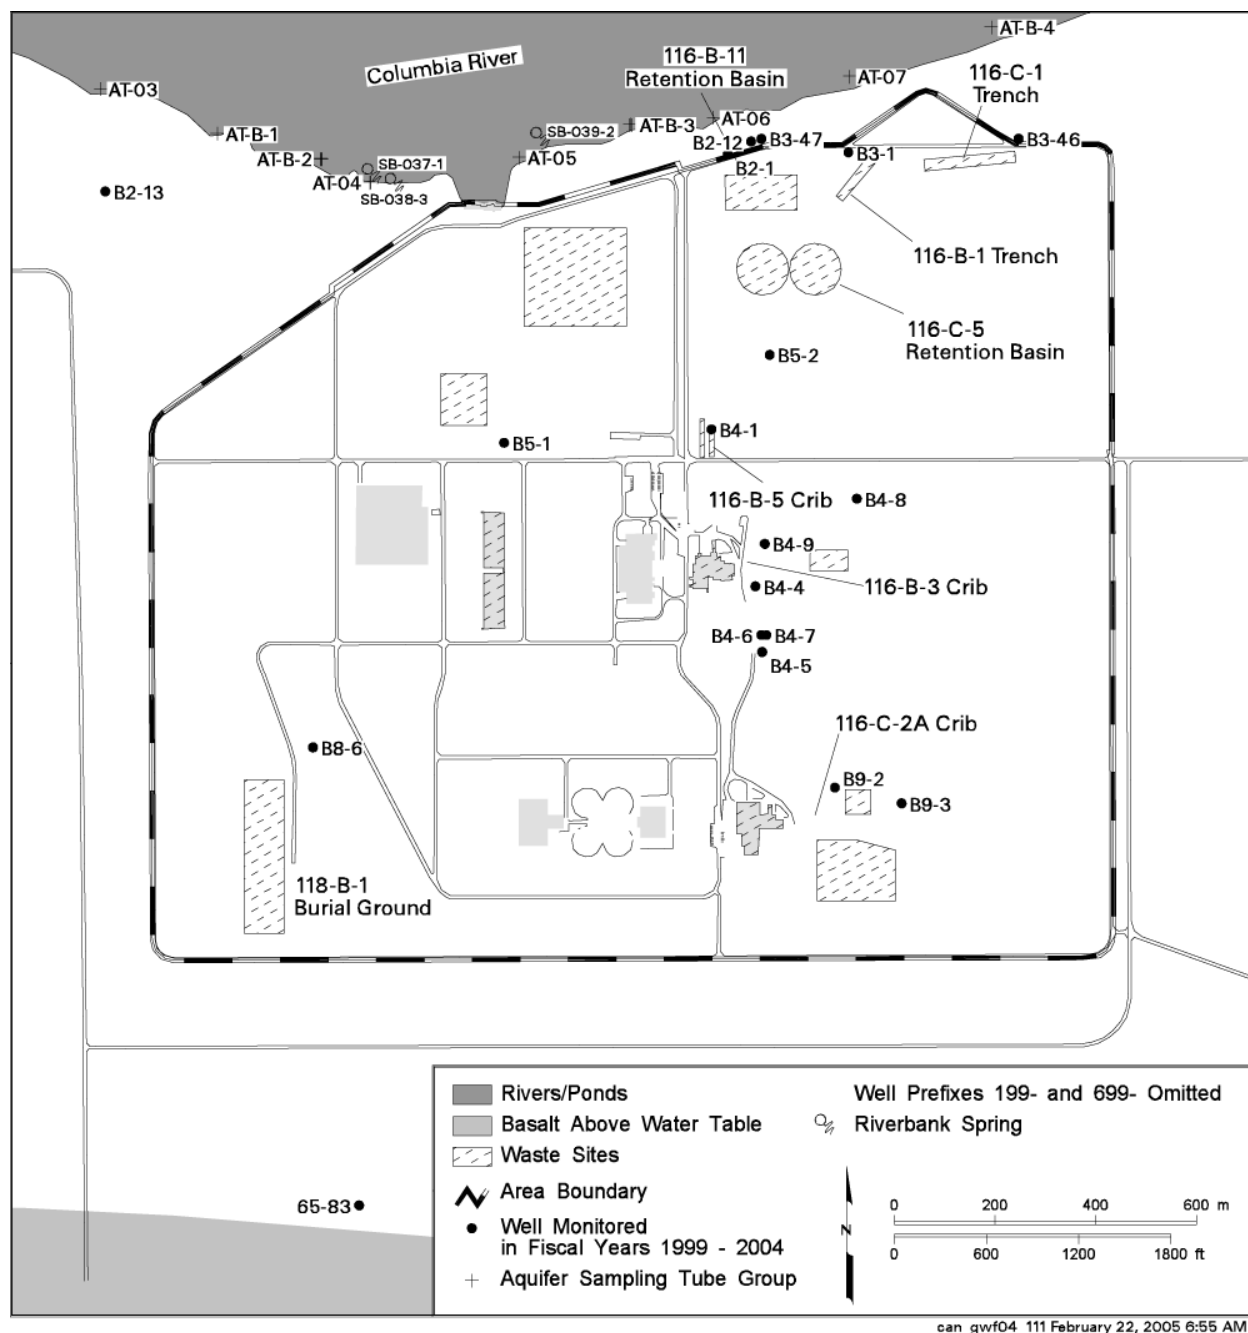 AT-B-4
Columbia River
116-B-11
Retention Basin
AT-07
116-C-1
Trench
AT-03
AT-B-1
SB-039-2
AT-B-3
AT-06
B2-12
B3-47
B3-46
AT-B-2
SB-037-1
AT-05
B2-1
B3-1
AT-04
SB-038-3
B2-13
116-B-1 Trench
116-C-5
Retention Basin
B5-2
B5-1
B4-1
116-B-5 Crib
B4-8
B4-9
B4-4
116-B-3 Crib
B4-6
B4-7
B4-5
116-C-2A Crib
B8-6
B9-2
B9-3
118-B-1
Burial Ground
65-83
Rivers/Ponds
Basalt Above Water Table
Waste Sites
Area Boundary
Well Monitored
in Fiscal Years 1999 - 2004
Aquifer Sampling Tube Group
Well Prefixes 199- and 699- Omitted
Riverbank Spring
N
0 200 400 600 m
0 600 1200 1800 ft
can_gwf04_111 February 22, 2005 6:55 AM